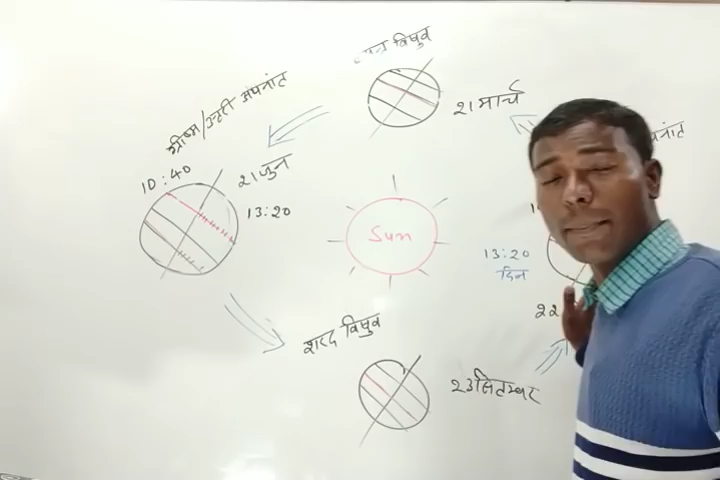 विषुव
21 मार्च
ग्रीष्म/उत्तरी अयनांत
10:40
21 जुन
13:20
Sun
13:20
दिन
22
शरद विषुव
23 सितम्बर